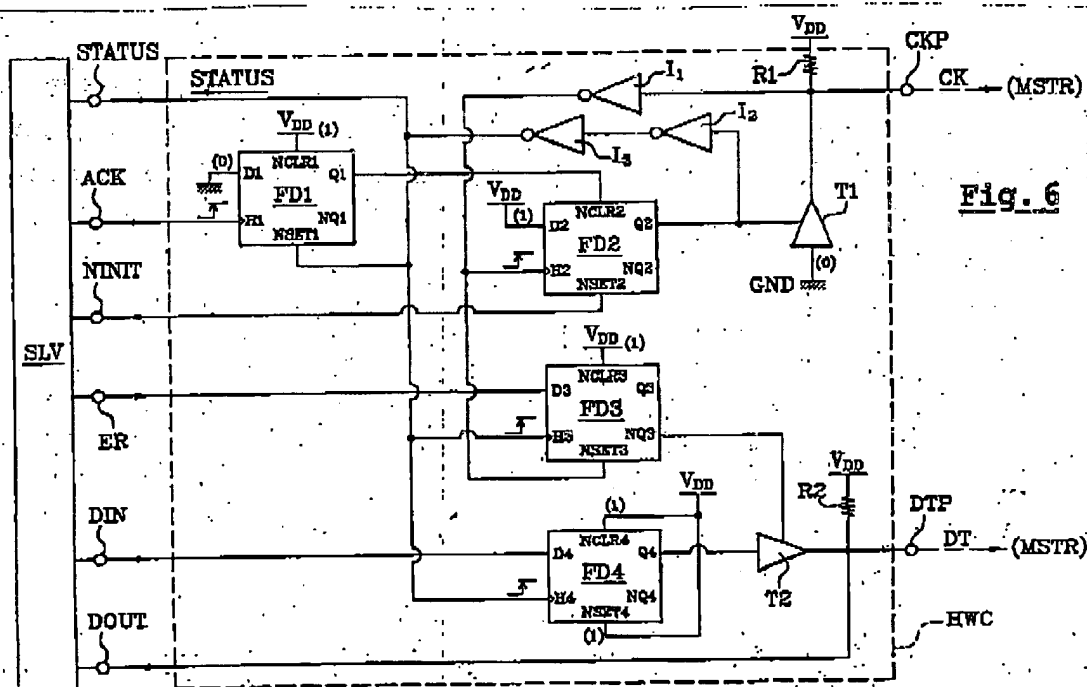 STATUS
STATUS
VDD
R1
CKP
CK (MSTR)
I1
I2
I3
VDD (1)
(0) D1 NCLR1 Q1
FD1
H1 NQ1
NSET1
ACK
NINIT
VDD
(1) D2 NCLR2 Q2
FD2
H2 NQ2
NSET2
T1
(0)
GND
Fig. 6
SLV
VDD (1)
D3 NCLR3 Q3
FD3
H3 NQ3
NSET3
ER
VDD
(1)
VDD
R2
DIN
D4 NCLR4 Q4
FD4
H4 NQ4
NSET4
(1)
T2
DTP
DT (MSTR)
DOUT
HWC